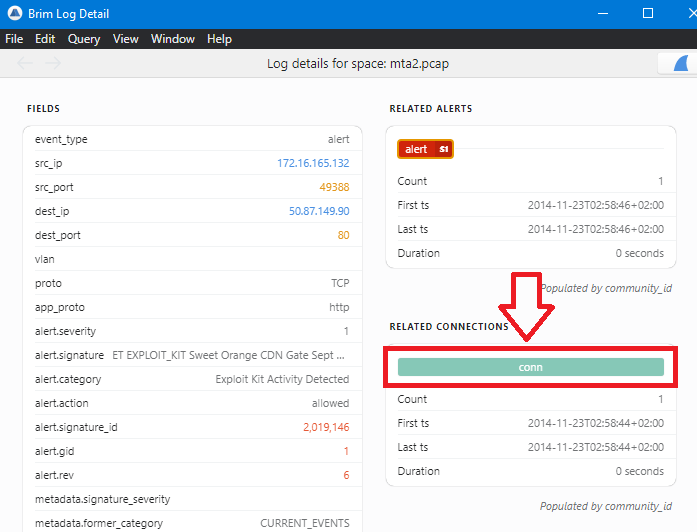 Brim Log Detail
File Edit Query View Window Help
Log details for space: mta2.pcap
FIELDS
event_type alert
src_ip 172.16.165.132
src_port 49388
dest_ip 50.87.149.90
dest_port 80
vlan
proto TCP
app_proto http
alert.severity 1
alert.signature ET EXPLOIT_KIT Sweet Orange CDN Gate Sept ...
alert.category Exploit Kit Activity Detected
alert.action allowed
alert.signature_id 2,019,146
alert.gid 1
alert.rev 6
metadata.signature_severity
metadata.former_category CURRENT_EVENTS
RELATED ALERTS
alert S1
Count 1
First ts 2014-11-23T02:58:46+02:00
Last ts 2014-11-23T02:58:46+02:00
Duration 0 seconds
Populated by community_id
RELATED CONNECTIONS
conn
Count 1
First ts 2014-11-23T02:58:44+02:00
Last ts 2014-11-23T02:58:44+02:00
Duration 0 seconds
Populated by community_id